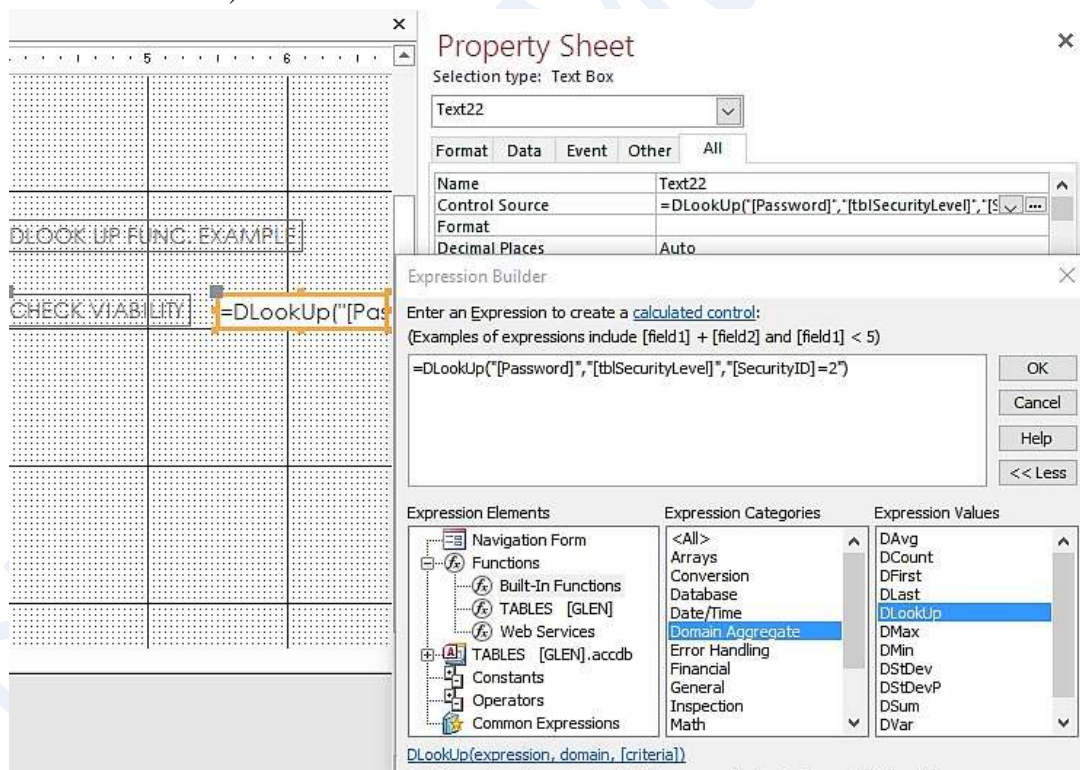 Property Sheet
Selection type: Text Box
Text22
Format Data Event Other All
Name Text22
Control Source =DLookUp("[Password]","[tblSecurityLevel]","[S
Format
Decimal Places Auto
5 6
DLOOK UP FUNC. EXAMPLE
CHECK VIABILITY =DLookUp("[Pas
Expression Builder
Enter an Expression to create a calculated control:
(Examples of expressions include [field1] + [field2] and [field1] < 5)
=DLookUp("[Password]","[tblSecurityLevel]","[SecurityID]=2")
OK
Cancel
Help
<< Less
Expression Elements
Navigation Form
Functions
Built-In Functions
TABLES [GLEN]
Web Services
TABLES [GLEN].accdb
Constants
Operators
Common Expressions
Expression Categories
<All>
Arrays
Conversion
Database
Date/Time
Domain Aggregate
Error Handling
Financial
General
Inspection
Math
Expression Values
DAvg
DCount
DFirst
DLast
DLookUp
DMax
DMin
DStDev
DStDevP
DSum
DVar
DLookUp(expression, domain, [criteria])